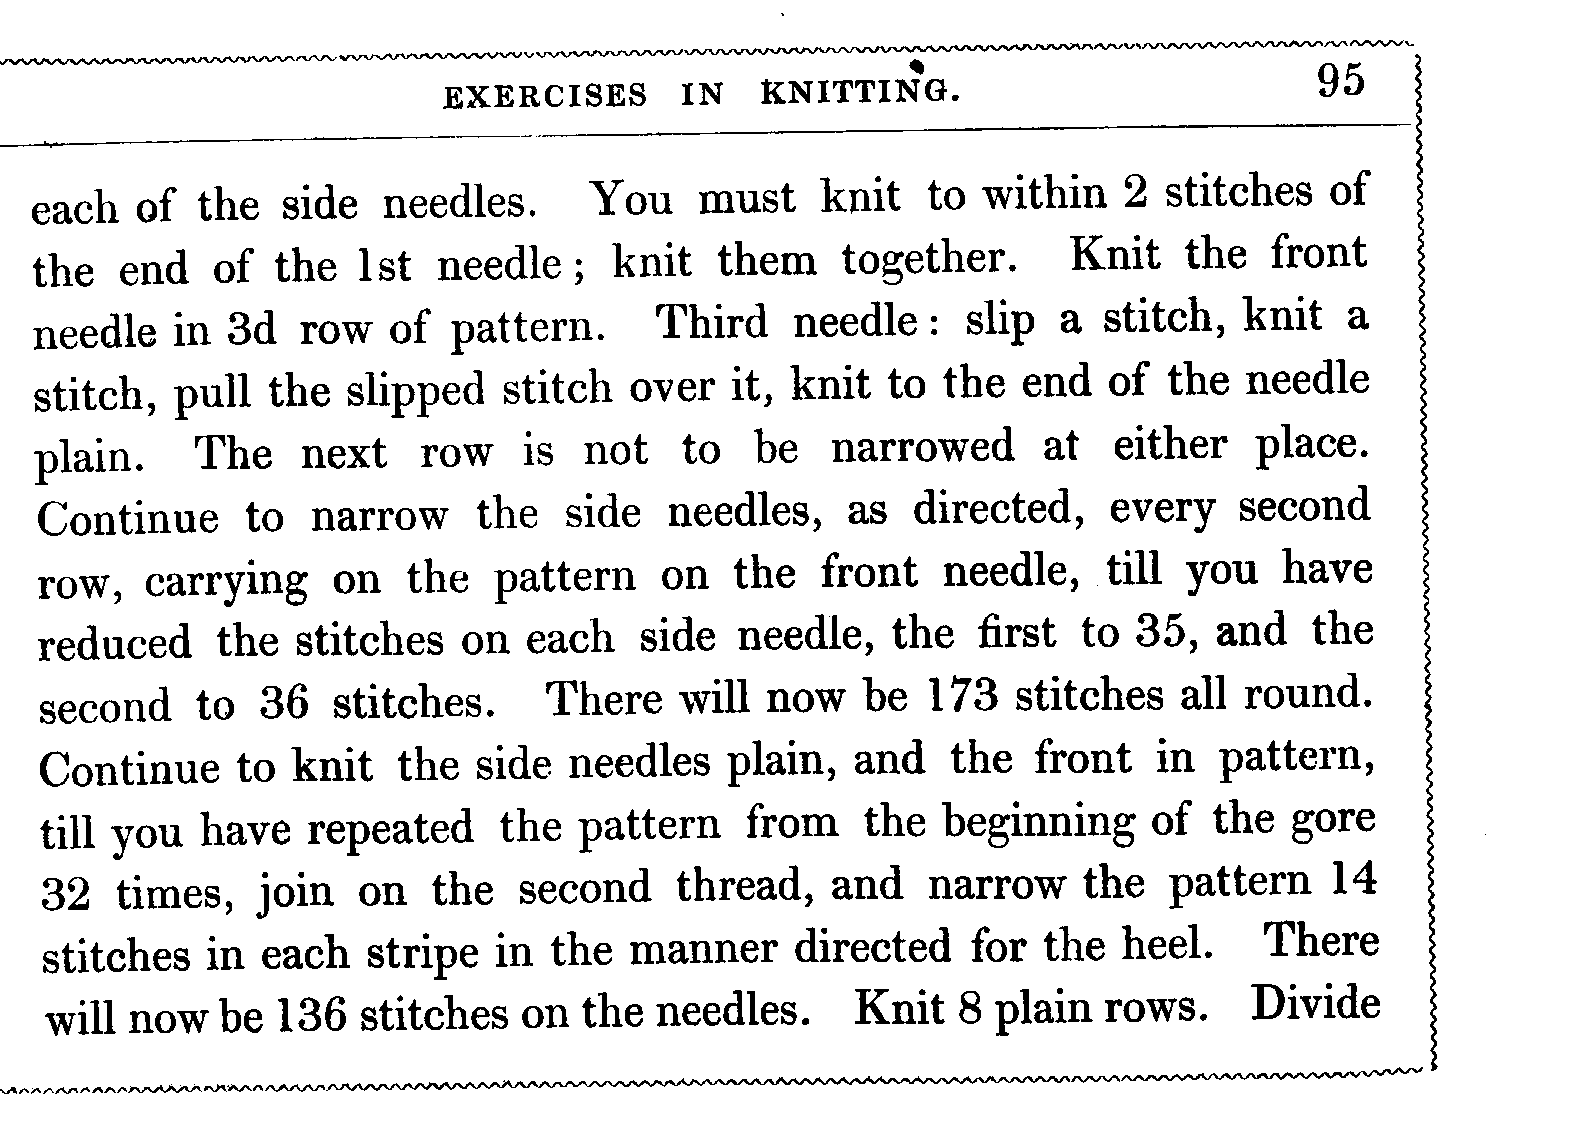 EXERCISES IN KNITTING. 95
each of the side needles. You must knit to within 2 stitches of
the end of the 1st needle; knit them together. Knit the front
needle in 3d row of pattern. Third needle: slip a stitch, knit a
stitch, pull the slipped stitch over it, knit to the end of the needle
plain. The next row is not to be narrowed at either place.
Continue to narrow the side needles, as directed, every second
row, carrying on the pattern on the front needle, till you have
reduced the stitches on each side needle, the first to 35, and the
second to 36 stitches. There will now be 173 stitches all round.
Continue to knit the side needles plain, and the front in pattern,
till you have repeated the pattern from the beginning of the gore
32 times, join on the second thread, and narrow the pattern 14
stitches in each stripe in the manner directed for the heel. There
will now be 136 stitches on the needles. Knit 8 plain rows. Divide